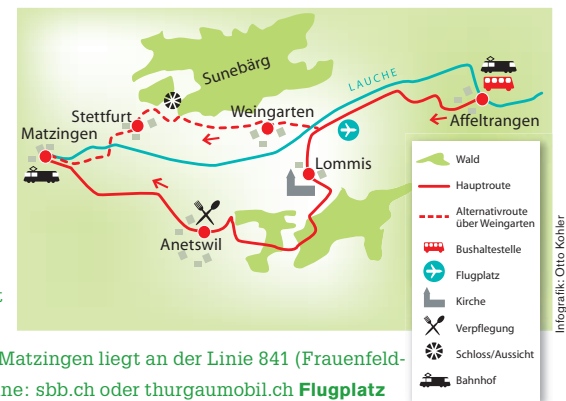 Sunebärg
LAUCHE
Stettfurt
Weingarten
Affeltrangen
Matzingen
Lommis
Anetswil
Wald
Hauptroute
Alternativroute
über Weingarten
Bushaltestelle
Flugplatz
Kirche
Verpflegung
Schloss/Aussicht
Bahnhof
Infografik: Otto Kohler
t
Matzingen liegt an der Linie 841 (Frauenfeld-
ne: sbb.ch oder thurgaumobil.ch Flugplatz